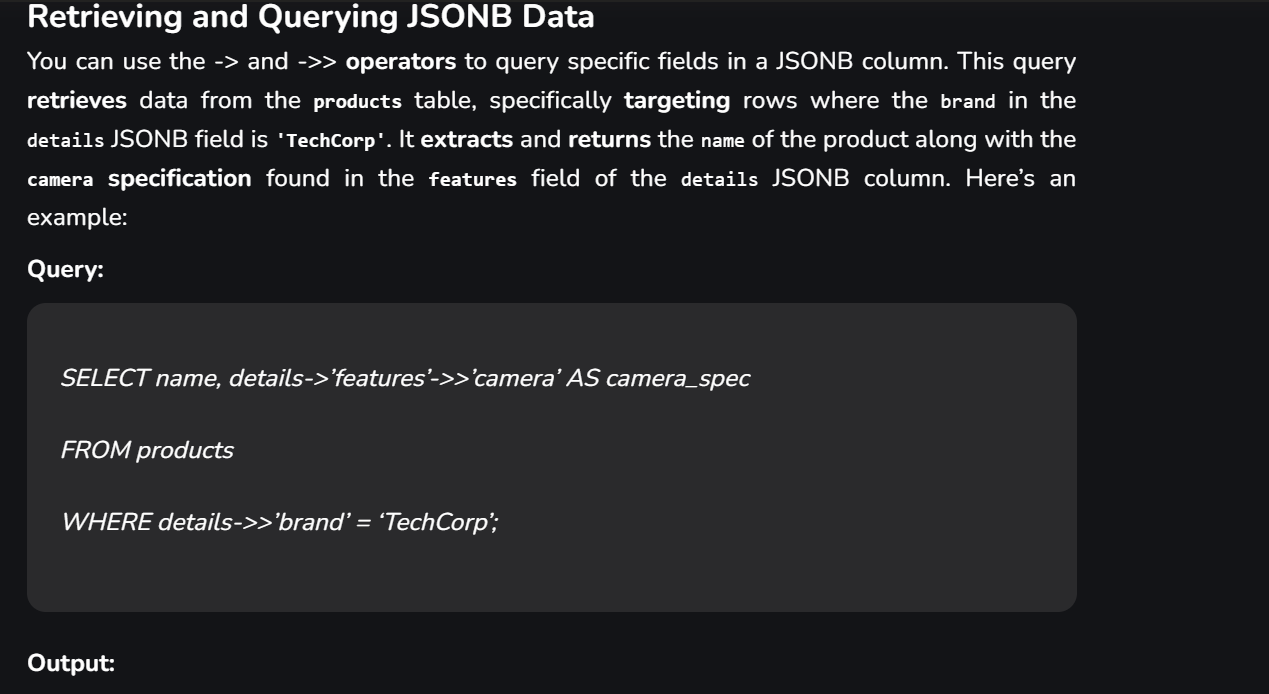 Retrieving and Querying JSONB Data
You can use the -> and ->> operators to query specific fields in a JSONB column. This query
retrieves data from the products table, specifically targeting rows where the brand in the
details JSONB field is 'TechCorp'. It extracts and returns the name of the product along with the
camera specification found in the features field of the details JSONB column. Here’s an
example:
Query:
SELECT name, details->’features’->>’camera’ AS camera_spec
FROM products
WHERE details->>’brand’ = ‘TechCorp’;
Output: